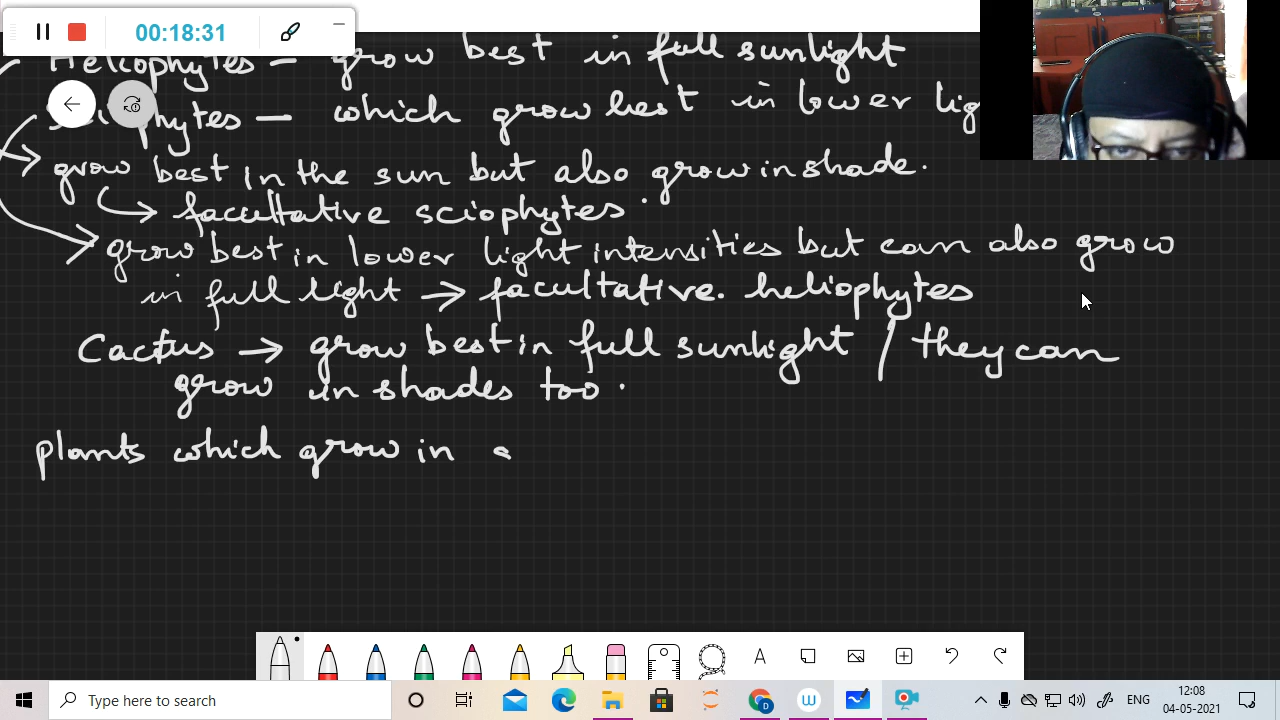 00:18:31
Heliophytes — grow best in full sunlight
Sciophytes — which grow best in lower lig
grow best in the sun but also grow in shade.
facultative sciophytes.
grow best in lower light intensities but can also grow
in full light → facultative. heliophytes
Cactus → grow best in full sunlight / they can
grow in shades too.
plants which grow in
A
Type here to search
W
D
ENG
12:08
04-05-2021